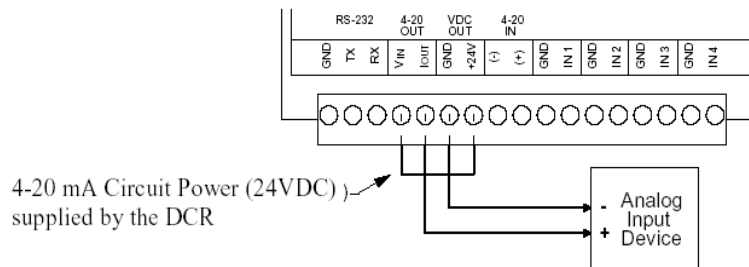 RS-232 4-20 OUT VDC OUT 4-20 IN
GND TX RX VIN IOUT GND +24V (-) (+) GND IN 1 GND IN 2 GND IN 3 GND IN 4
4-20 mA Circuit Power (24VDC) )
supplied by the DCR
- Analog
Input
+ Device